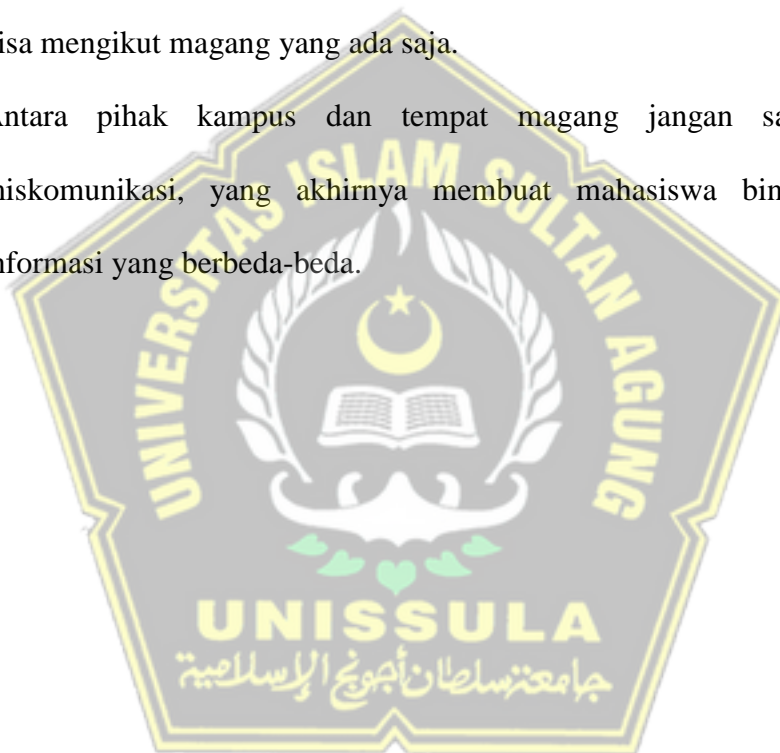 isa mengikut magang yang ada saja.
Antara pihak kampus dan tempat magang jangan sa
niskomunikasi, yang akhirnya membuat mahasiswa bin
nformasi yang berbeda-beda.
UNIVERSITAS ISLAM SULTAN AGUNG
UNISSULA
جامعة سلطان أجونج الإسلامية